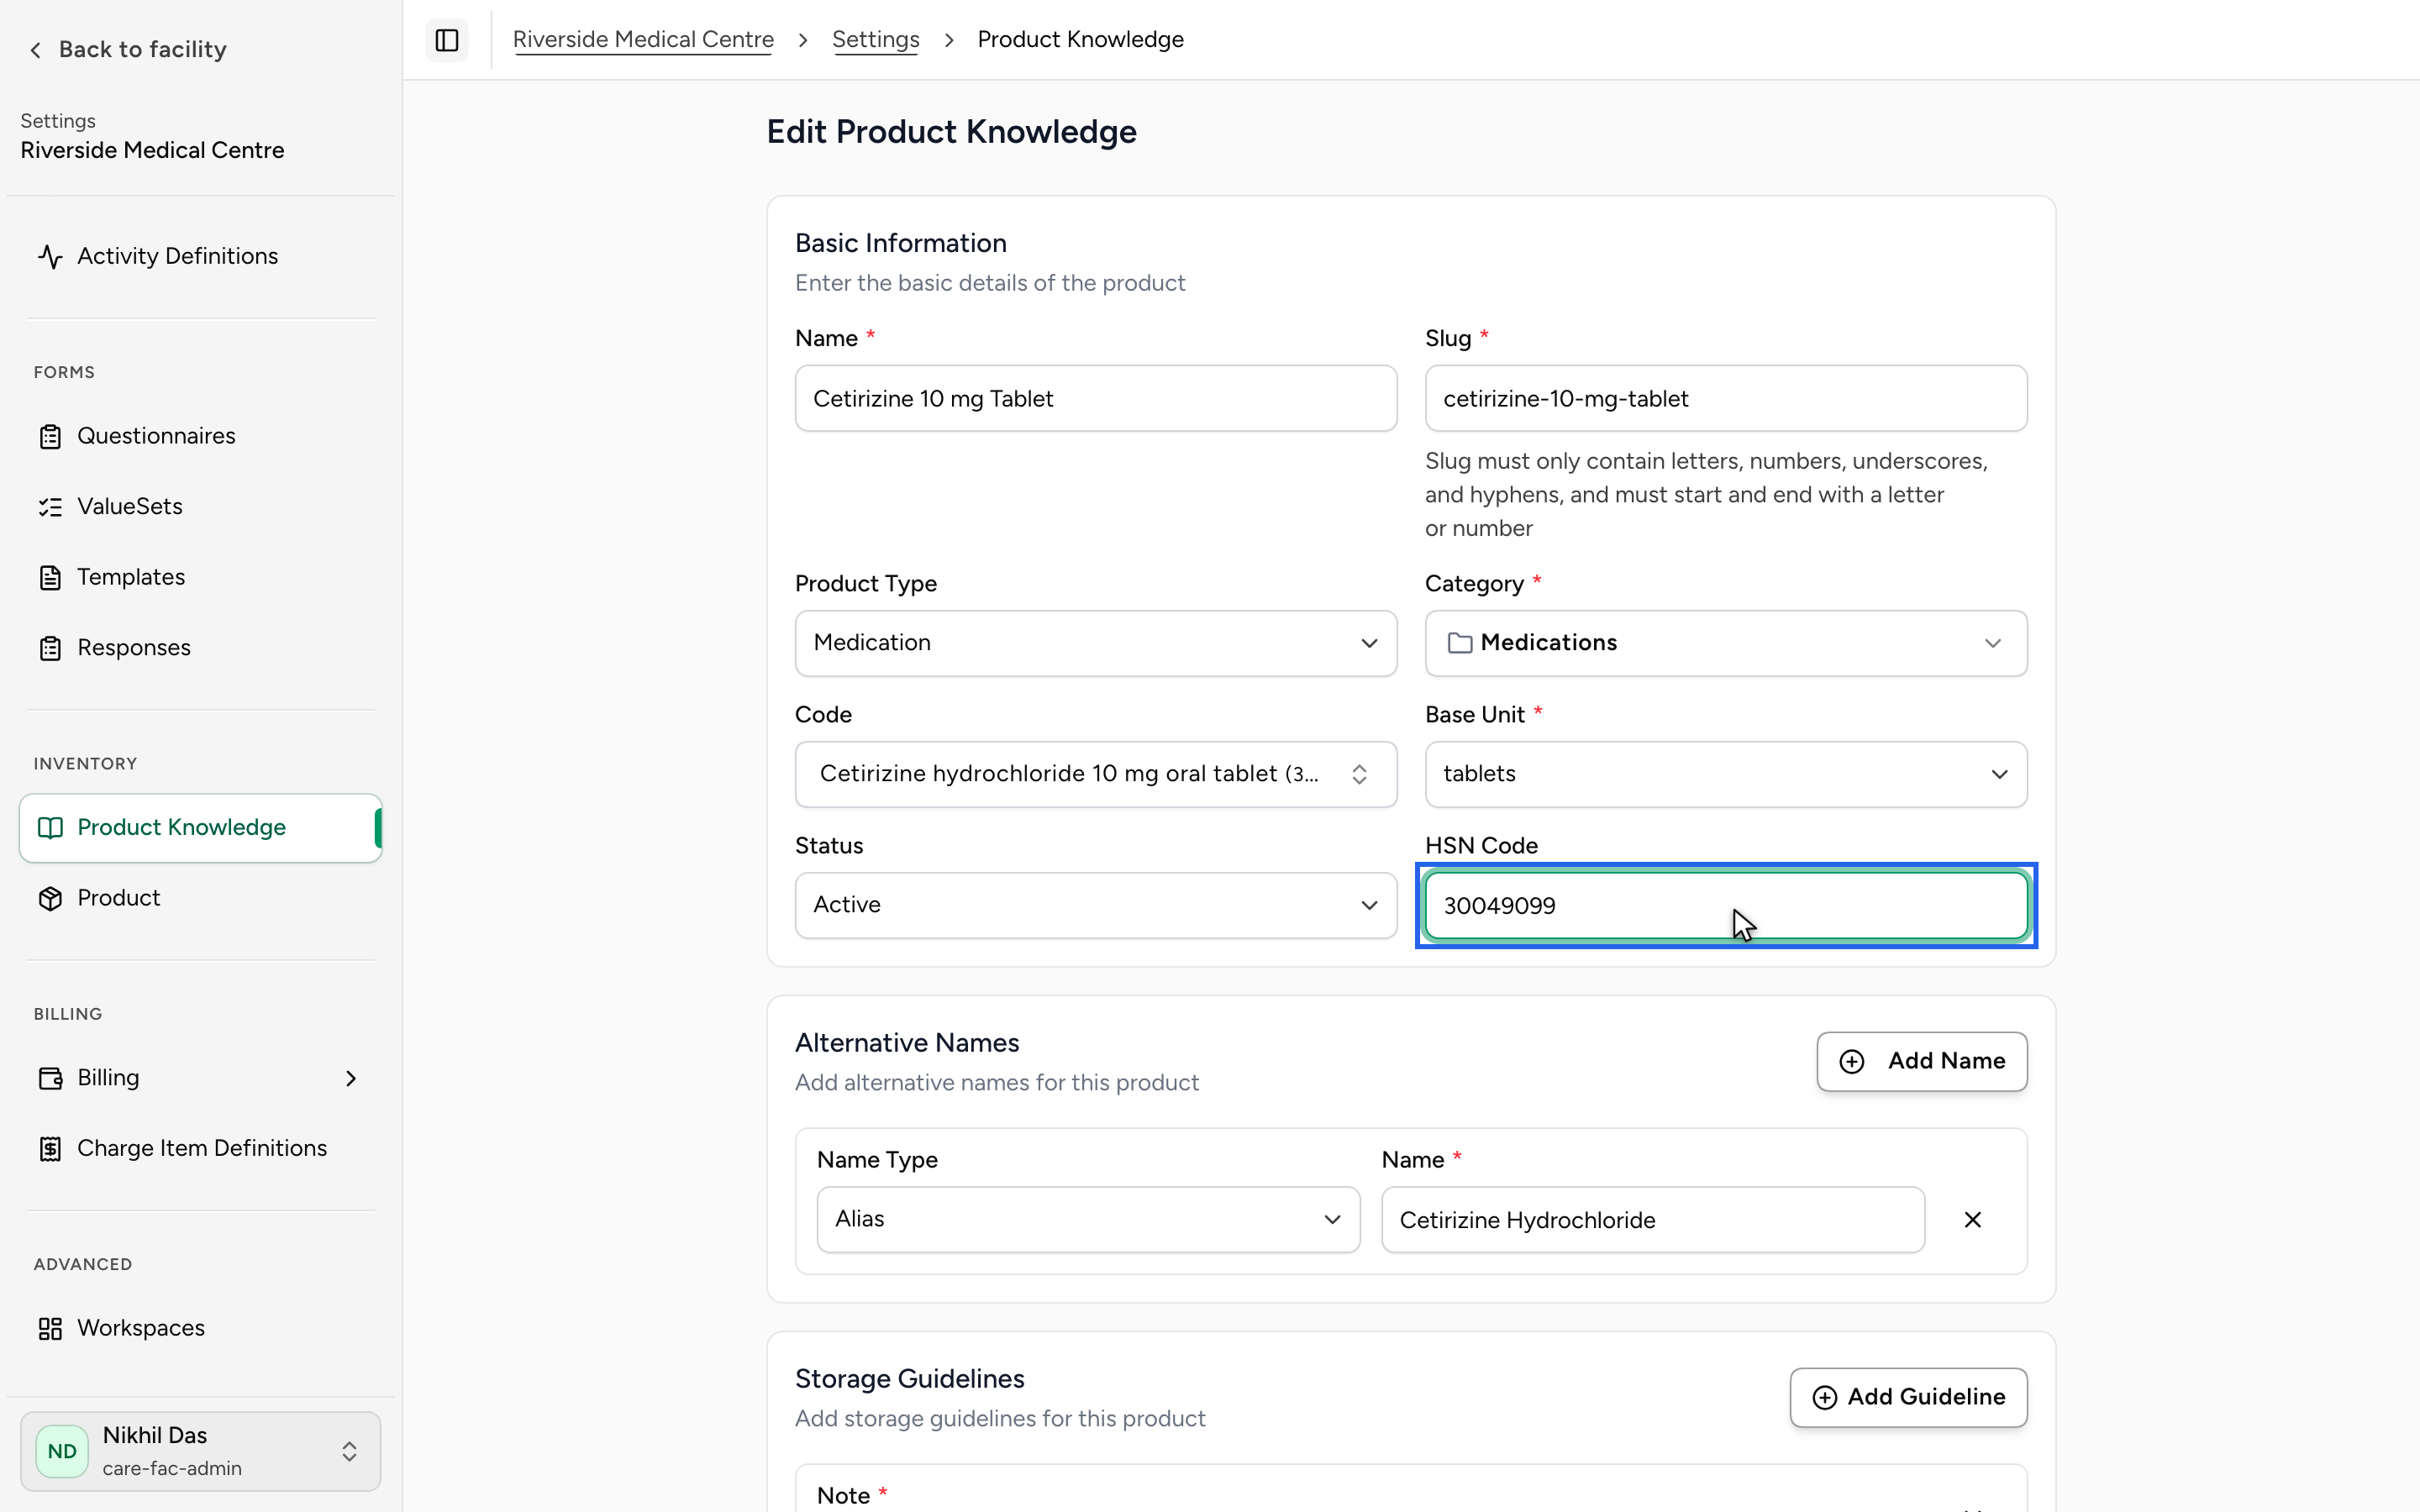 Back to facility
Settings
Riverside Medical Centre
Activity Definitions
FORMS
Questionnaires
ValueSets
Templates
Responses
INVENTORY
Product Knowledge
Product
BILLING
Billing
Charge Item Definitions
ADVANCED
Workspaces
ND
Nikhil Das
care-fac-admin
Riverside Medical Centre > Settings > Product Knowledge
Edit Product Knowledge
Basic Information
Enter the basic details of the product
Name *
Cetirizine 10 mg Tablet
Slug *
cetirizine-10-mg-tablet
Slug must only contain letters, numbers, underscores,
and hyphens, and must start and end with a letter
or number
Product Type
Medication
Category *
Medications
Code
Cetirizine hydrochloride 10 mg oral tablet (3...
Base Unit *
tablets
Status
Active
HSN Code
30049099
Alternative Names
Add alternative names for this product
Add Name
Name Type
Alias
Name *
Cetirizine Hydrochloride
Storage Guidelines
Add storage guidelines for this product
Add Guideline
Note *